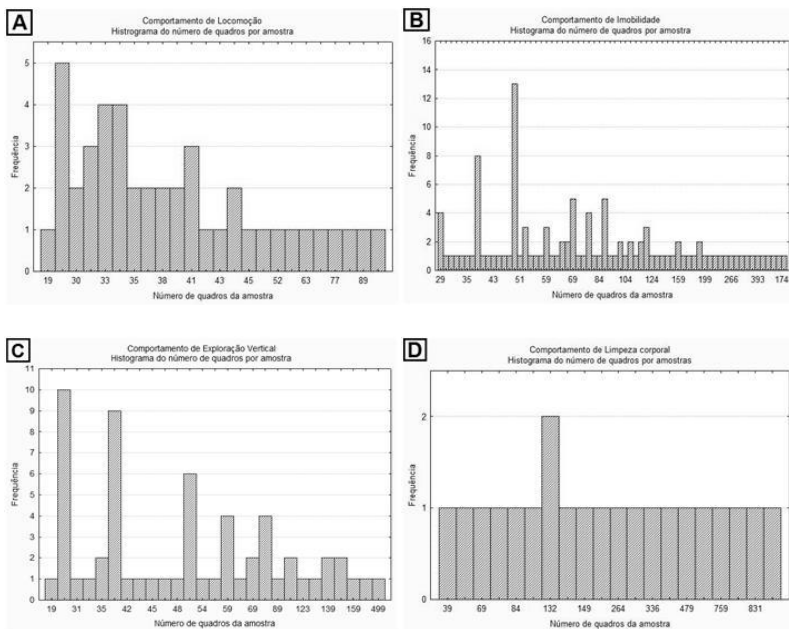 A
Comportamento de Locomoção
Histrograma do número de quadros por amostra
Frequência
5
4
3
2
1
0
19 30 33 35 38 41 43 45 52 63 77 89
Número de quadros da amostra
B
Comportamento de Imobilidade
Histograma do número de quadros por amostra
Frequência
16
14
12
10
8
6
4
2
0
29 35 43 51 59 69 84 104 124 159 199 266 393 174
Número de quadros da amostra
C
Comportamento de Exploração Vertical
Histograma do número de quadros por amostra
Frequência
11
10
9
8
7
6
5
4
3
2
1
0
19 31 35 42 45 48 54 59 69 89 123 139 159 499
Número de quadros da amostra
D
Comportamento de Limpeza corporal
Histograma do número de quadros por amostras
Frequência
2
1
0
39 69 84 132 149 264 336 479 759 831
Número de quadros da amostra